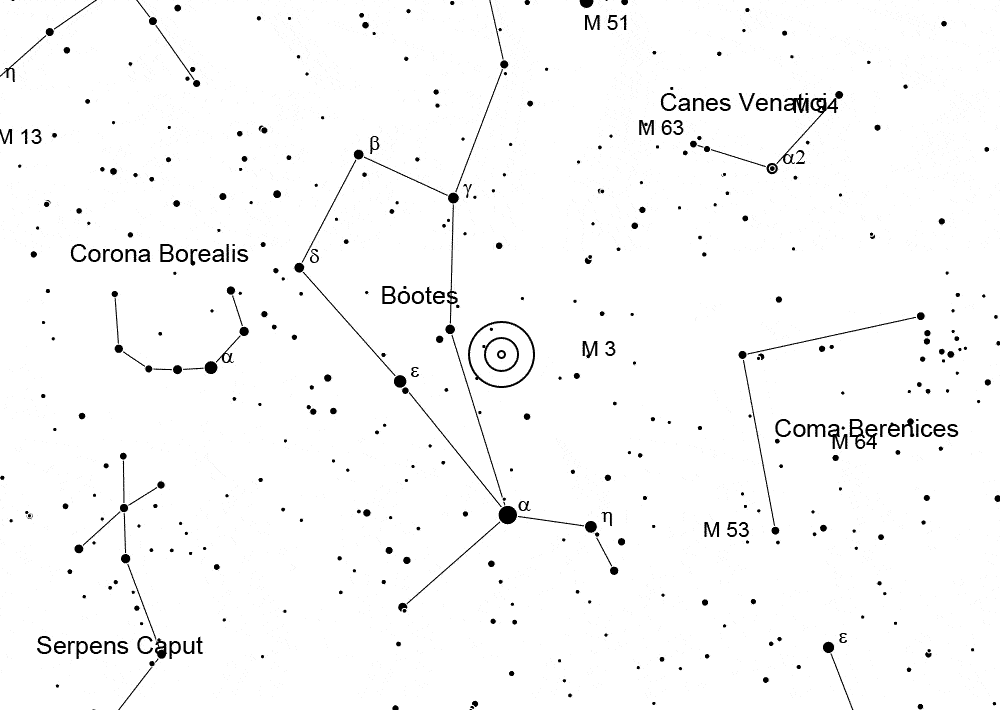 M 51
η
Canes Venatici
M 94
M 63
M 13
β
α2
γ
Corona Borealis
δ
Bootes
M 3
α
ε
Coma Berenices
M 64
α
η
M 53
ε
Serpens Caput